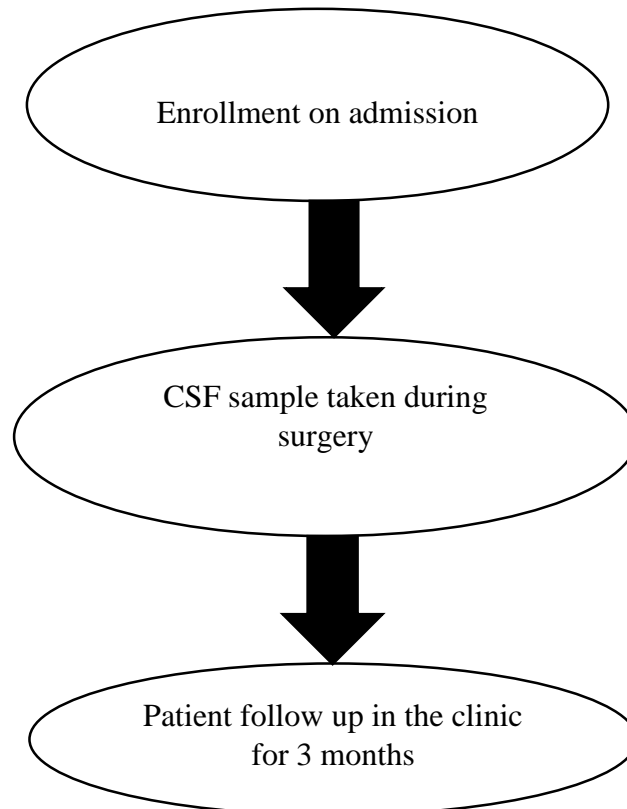 Enrollment on admission
CSF sample taken during
surgery
Patient follow up in the clinic
for 3 months